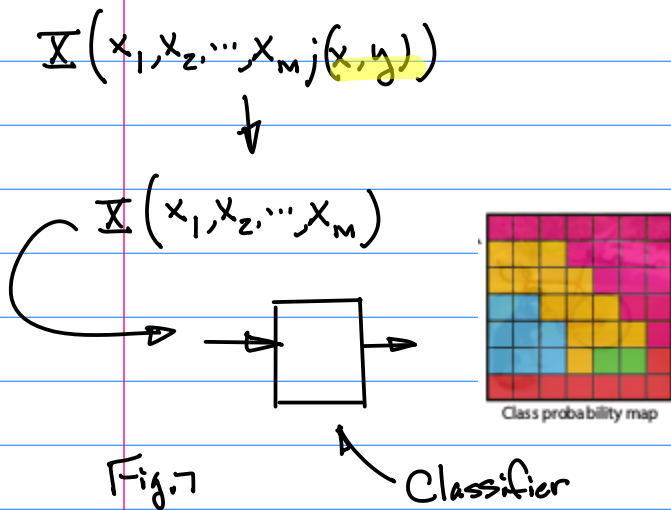 X(x₁,x₂,...,xₘ;(x,y))
X(x₁,x₂,...,xₘ)
Class probability map
Fig.7
Classifier